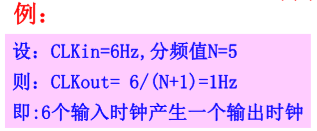 例：
设：CLKin=6Hz,分频值N=5
则：CLKout= 6/(N+1)=1Hz
即:6个输入时钟产生一个输出时钟